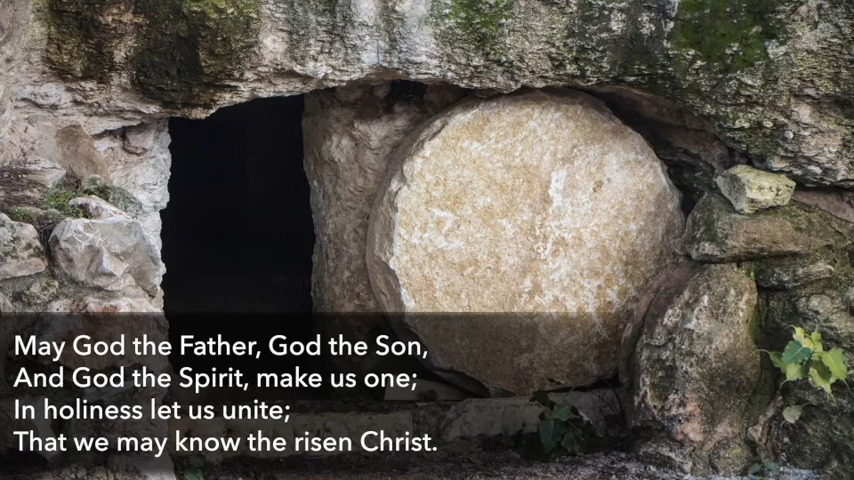 May God the Father, God the Son,
And God the Spirit, make us one;
In holiness let us unite;
That we may know the risen Christ.